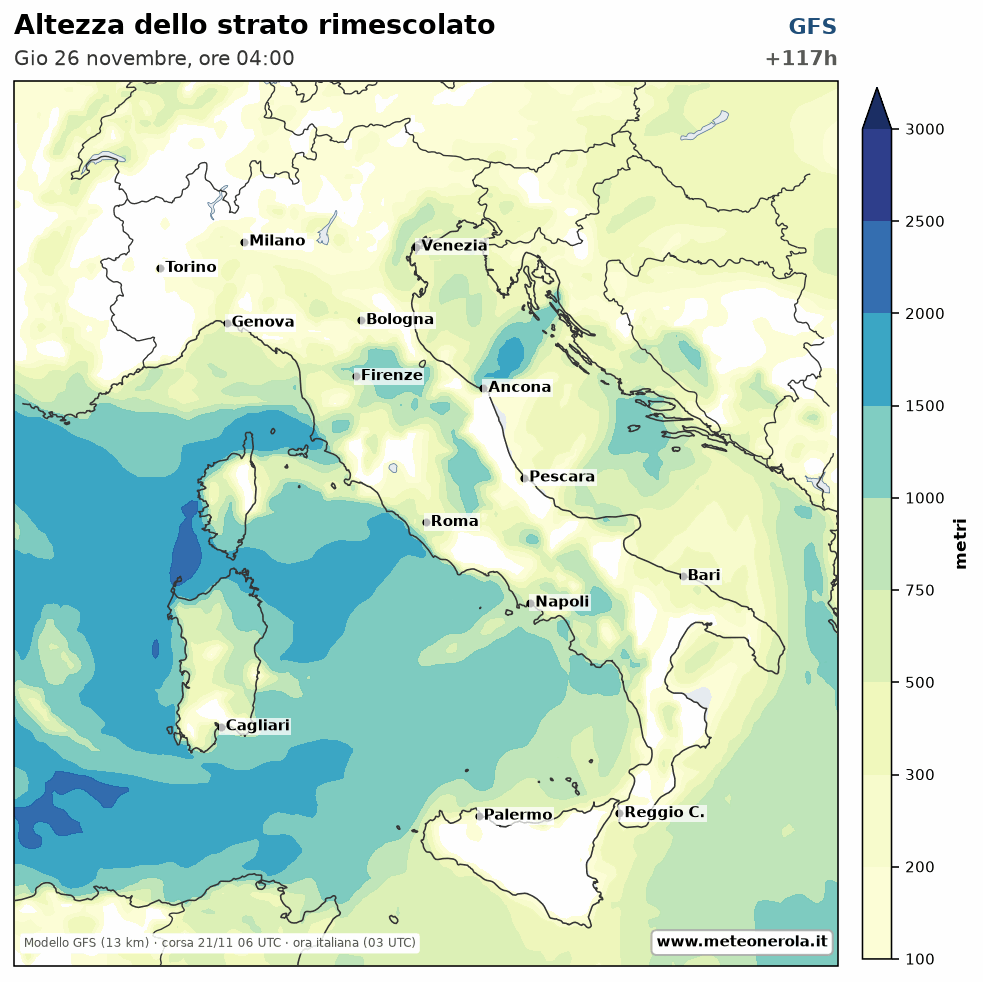 Altezza dello strato rimescolato
GFS
Gio 26 novembre, ore 04:00
+117h
3000
2500
2000
1500
1000
750
500
300
200
100
metri
Milano
Venezia
Torino
Genova
Bologna
Firenze
Ancona
Pescara
Roma
Bari
Napoli
Cagliari
Palermo
Reggio C.
Modello GFS (13 km) · corsa 21/11 06 UTC · ora italiana (03 UTC)
www.meteonerola.it